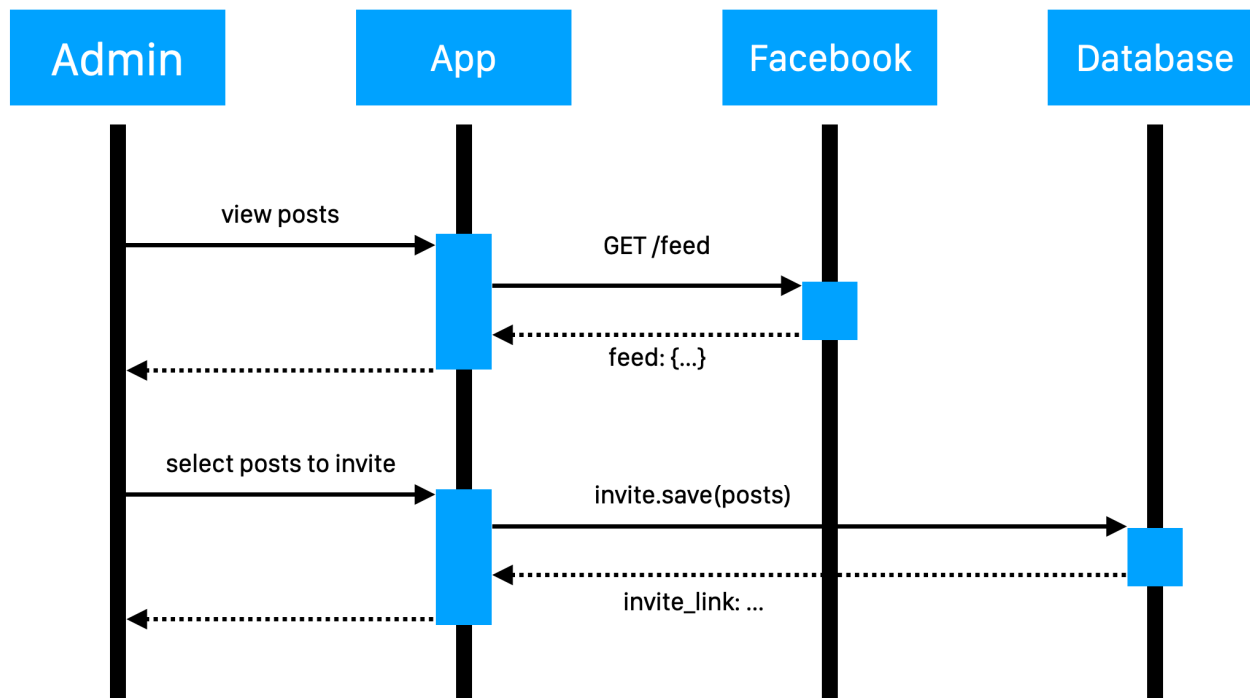 Admin
App
Facebook
Database
view posts
GET /feed
feed: {...}
select posts to invite
invite.save(posts)
invite_link: ...